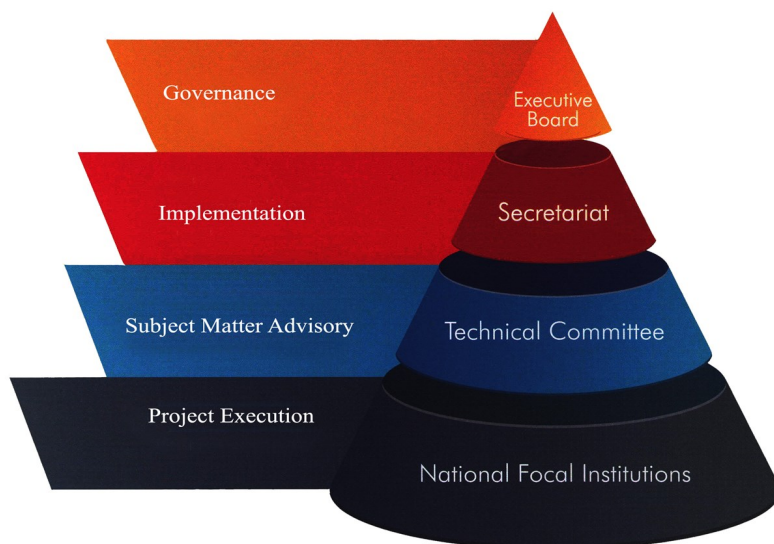 Governance
Executive
Board
Implementation
Secretariat
Subject Matter Advisory
Technical Committee
Project Execution
National Focal Institutions